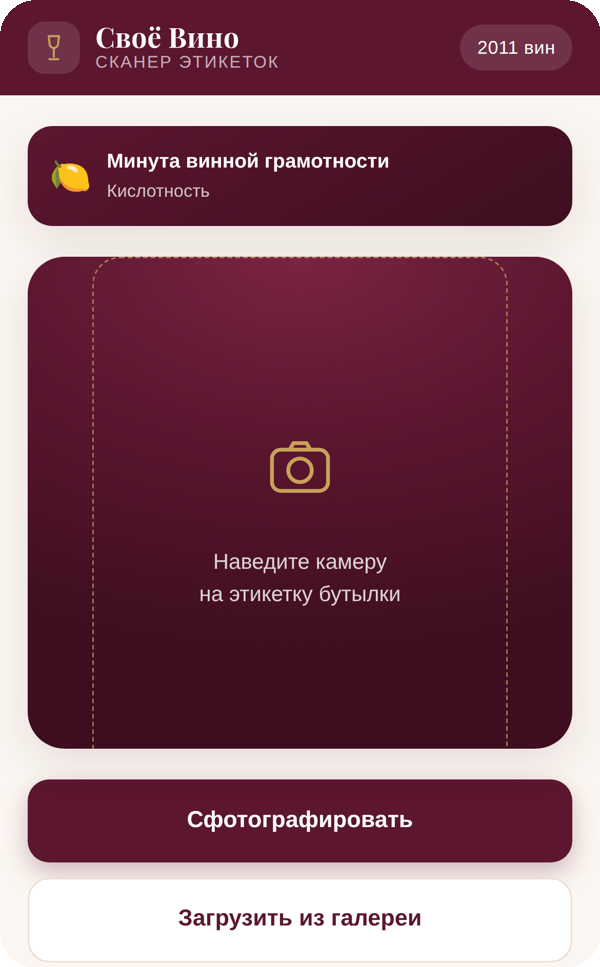 Своё Вино
СКАНЕР ЭТИКЕТОК
2011 вин
Минута винной грамотности
Кислотность
Наведите камеру
на этикетку бутылки
Сфотографировать
Загрузить из галереи